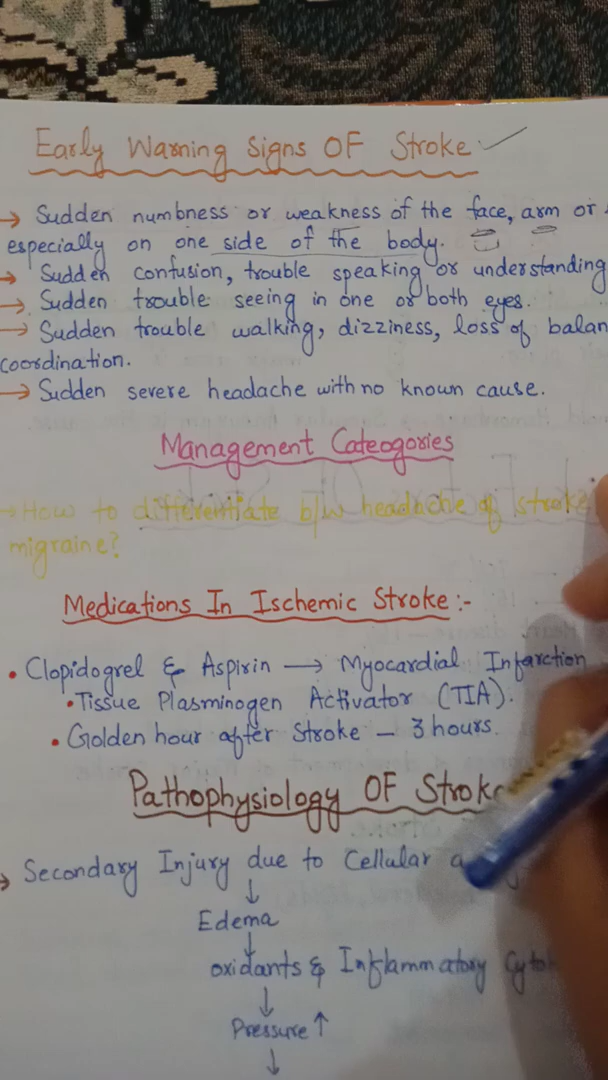 Early Warning Signs OF Stroke
→ Sudden numbness or weakness of the face, arm or
especially on one side of the body.
→ Sudden confusion, trouble speaking or understanding
→ Sudden trouble seeing in one or both eyes.
→ Sudden trouble walking, dizziness, loss of balan
coordination.
→ Sudden severe headache with no known cause.
Management Cateogories
→ How to differentiate b/w headache of stroke
migraine?
Medications In Ischemic Stroke :-
• Clopidogrel & Aspirin → Myocardial Infarction
• Tissue Plasminogen Activator (TIA).
• Golden hour after Stroke – 3 hours.
Pathophysiology OF Strok
→ Secondary Injury due to Cellular
↓
Edema
↓
oxidants & Inflammatory Cyto
↓
Pressure ↑
↓